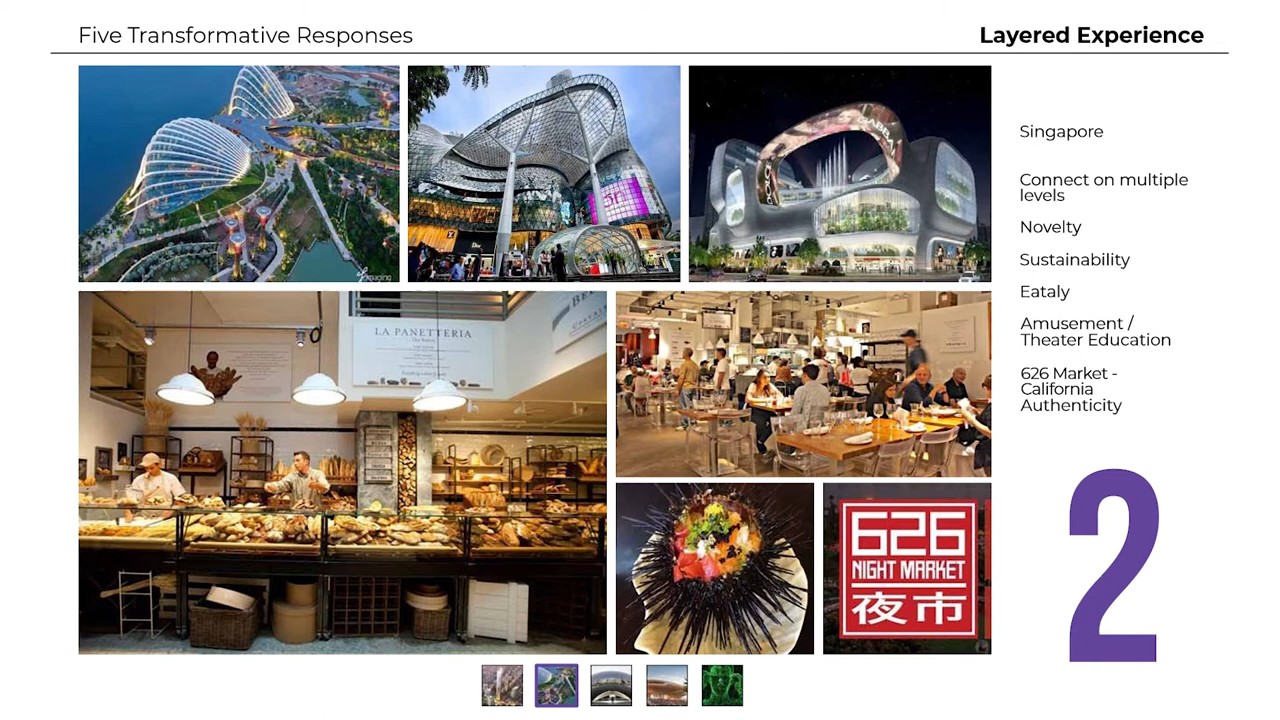 Five Transformative Responses
Layered Experience
Singapore
Connect on multiple
levels
Novelty
Sustainability
Eataly
Amusement /
Theater Education
626 Market -
California
Authenticity
Dior
LA PANETTERIA
626
NIGHT MARKET
夜市
2